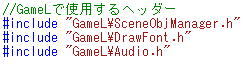 //GameLで使用するヘッダー
#include "GameL¥SceneObjManager.h"
#include "GameL¥DrawFont.h"
#include "GameL¥Audio.h"